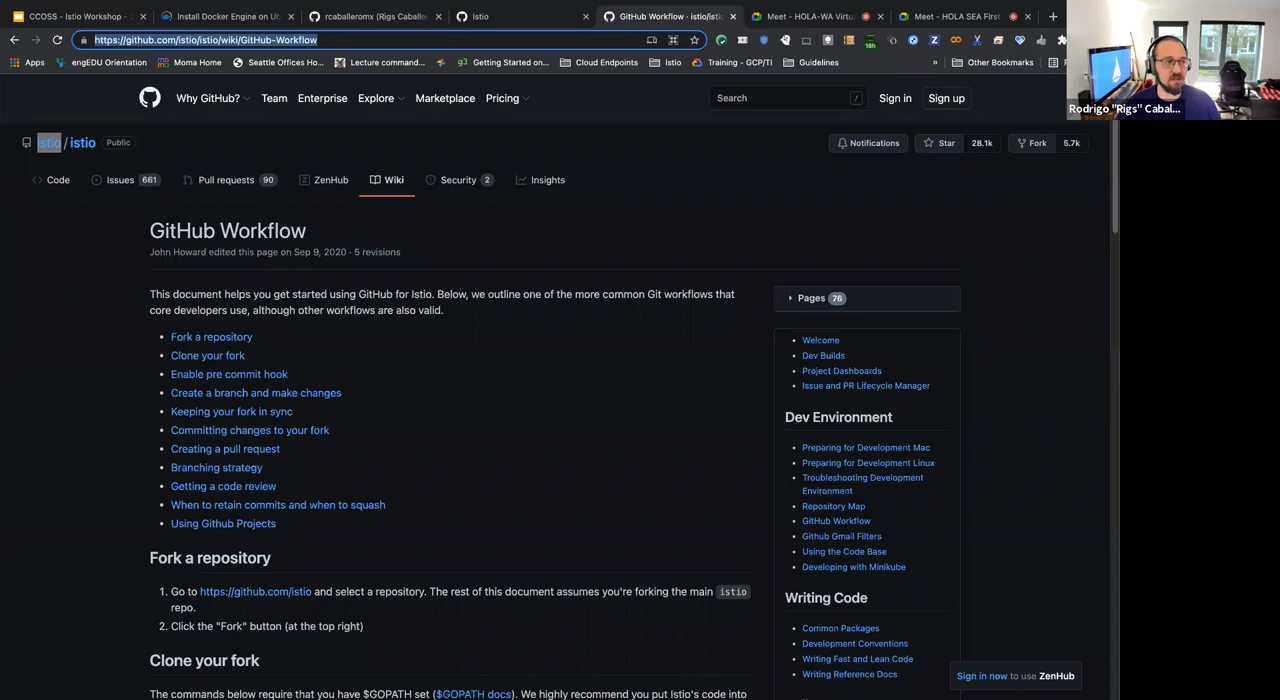 CCOSS - Istio Workshop - 2
Install Docker Engine on Ub
rcaballeromx (Rigs Caballe
Istio
GitHub Workflow · istio/istio
Meet - HOLA-WA Virtu
Meet - HOLA SEA First
https://github.com/istio/istio/wiki/GitHub-Workflow
18h
Apps
engEDU Orientation
Moma Home
Seattle Offices Ho...
Lecture command...
g3 Getting Started on...
Cloud Endpoints
Istio
Training - GCP/TI
Guidelines
»
Other Bookmarks
Rodrigo "Rigs" Cabal...
Why GitHub?
Team
Enterprise
Explore
Marketplace
Pricing
Search /
Sign in
Sign up
istio / istio Public
Notifications
Star 28.1k
Fork 5.7k
Code
Issues 661
Pull requests 90
ZenHub
Wiki
Security 2
Insights
GitHub Workflow
John Howard edited this page on Sep 9, 2020 · 5 revisions
This document helps you get started using GitHub for Istio. Below, we outline one of the more common Git workflows that
core developers use, although other workflows are also valid.
• Fork a repository
• Clone your fork
• Enable pre commit hook
• Create a branch and make changes
• Keeping your fork in sync
• Committing changes to your fork
• Creating a pull request
• Branching strategy
• Getting a code review
• When to retain commits and when to squash
• Using Github Projects
Fork a repository
1. Go to https://github.com/istio and select a repository. The rest of this document assumes you're forking the main istio
repo.
2. Click the "Fork" button (at the top right)
Clone your fork
The commands below require that you have $GOPATH set ($GOPATH docs). We highly recommend you put Istio's code into
Pages 76
• Welcome
• Dev Builds
• Project Dashboards
• Issue and PR Lifecycle Manager
Dev Environment
• Preparing for Development Mac
• Preparing for Development Linux
• Troubleshooting Development
Environment
• Repository Map
• GitHub Workflow
• Github Gmail Filters
• Using the Code Base
• Developing with Minikube
Writing Code
• Common Packages
• Development Conventions
• Writing Fast and Lean Code
• Writing Reference Docs
Sign in now to use ZenHub